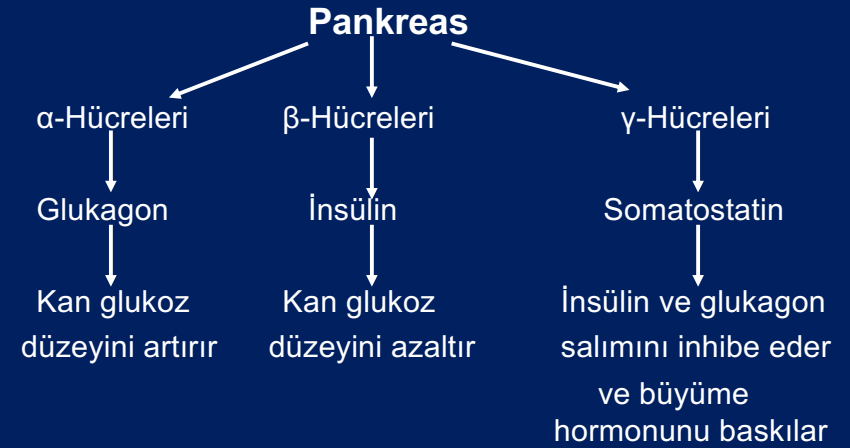 Pankreas
α-Hücreleri
β-Hücreleri
γ-Hücreleri
Glukagon
İnsülin
Somatostatin
Kan glukoz
düzeyini artırır
Kan glukoz
düzeyini azaltır
İnsülin ve glukagon
salımını inhibe eder
ve büyüme
hormonunu baskılar